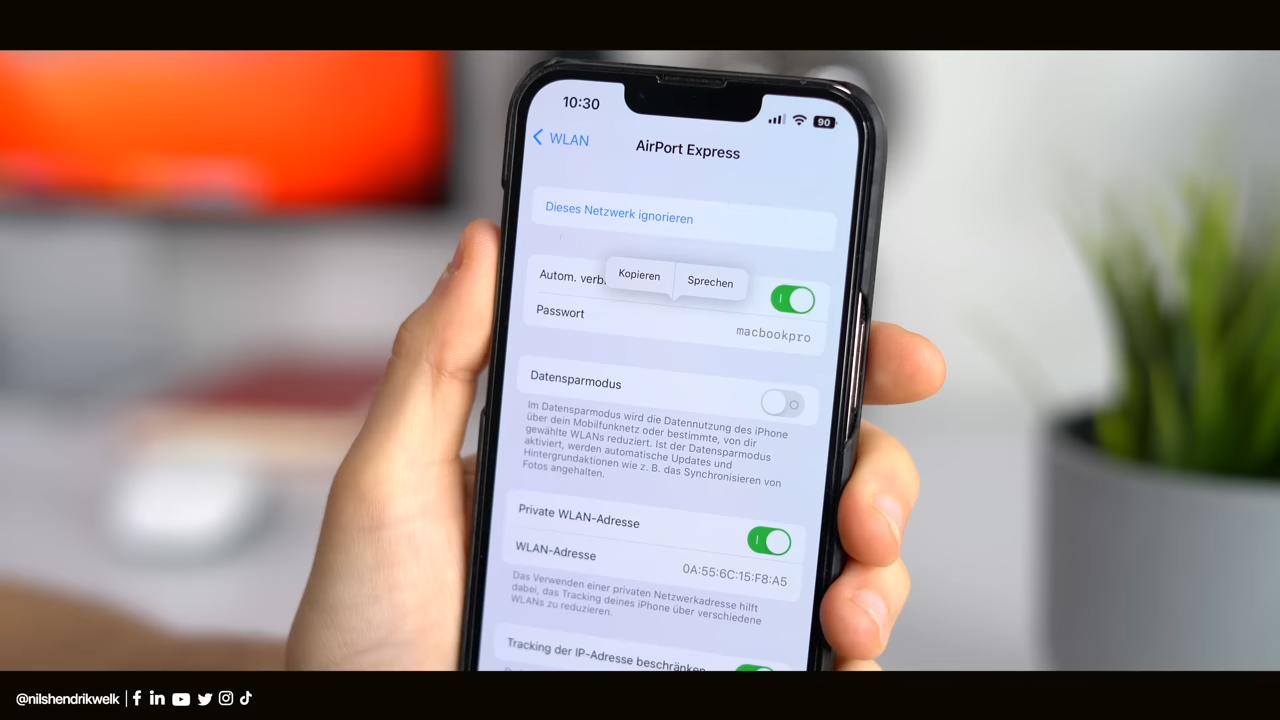 10:30
90
WLAN
AirPort Express
Dieses Netzwerk ignorieren
Kopieren Sprechen
Autom. verb
Passwort macbookpro
Datensparmodus
Im Datensparmodus wird die Datennutzung des iPhone
über dein Mobilfunknetz oder bestimmte, von dir
gewählte WLANs reduziert. Ist der Datensparmodus
aktiviert, werden automatische Updates und
Hintergrundaktionen wie z. B. das Synchronisieren von
Fotos angehalten.
Private WLAN-Adresse
WLAN-Adresse 0A:55:6C:15:F8:A5
Das Verwenden einer privaten Netzwerkadresse hilft
dabei, das Tracking deines iPhone über verschiedene
WLANs zu reduzieren.
Tracking der IP-Adresse beschränken
@nilshendrikwelk